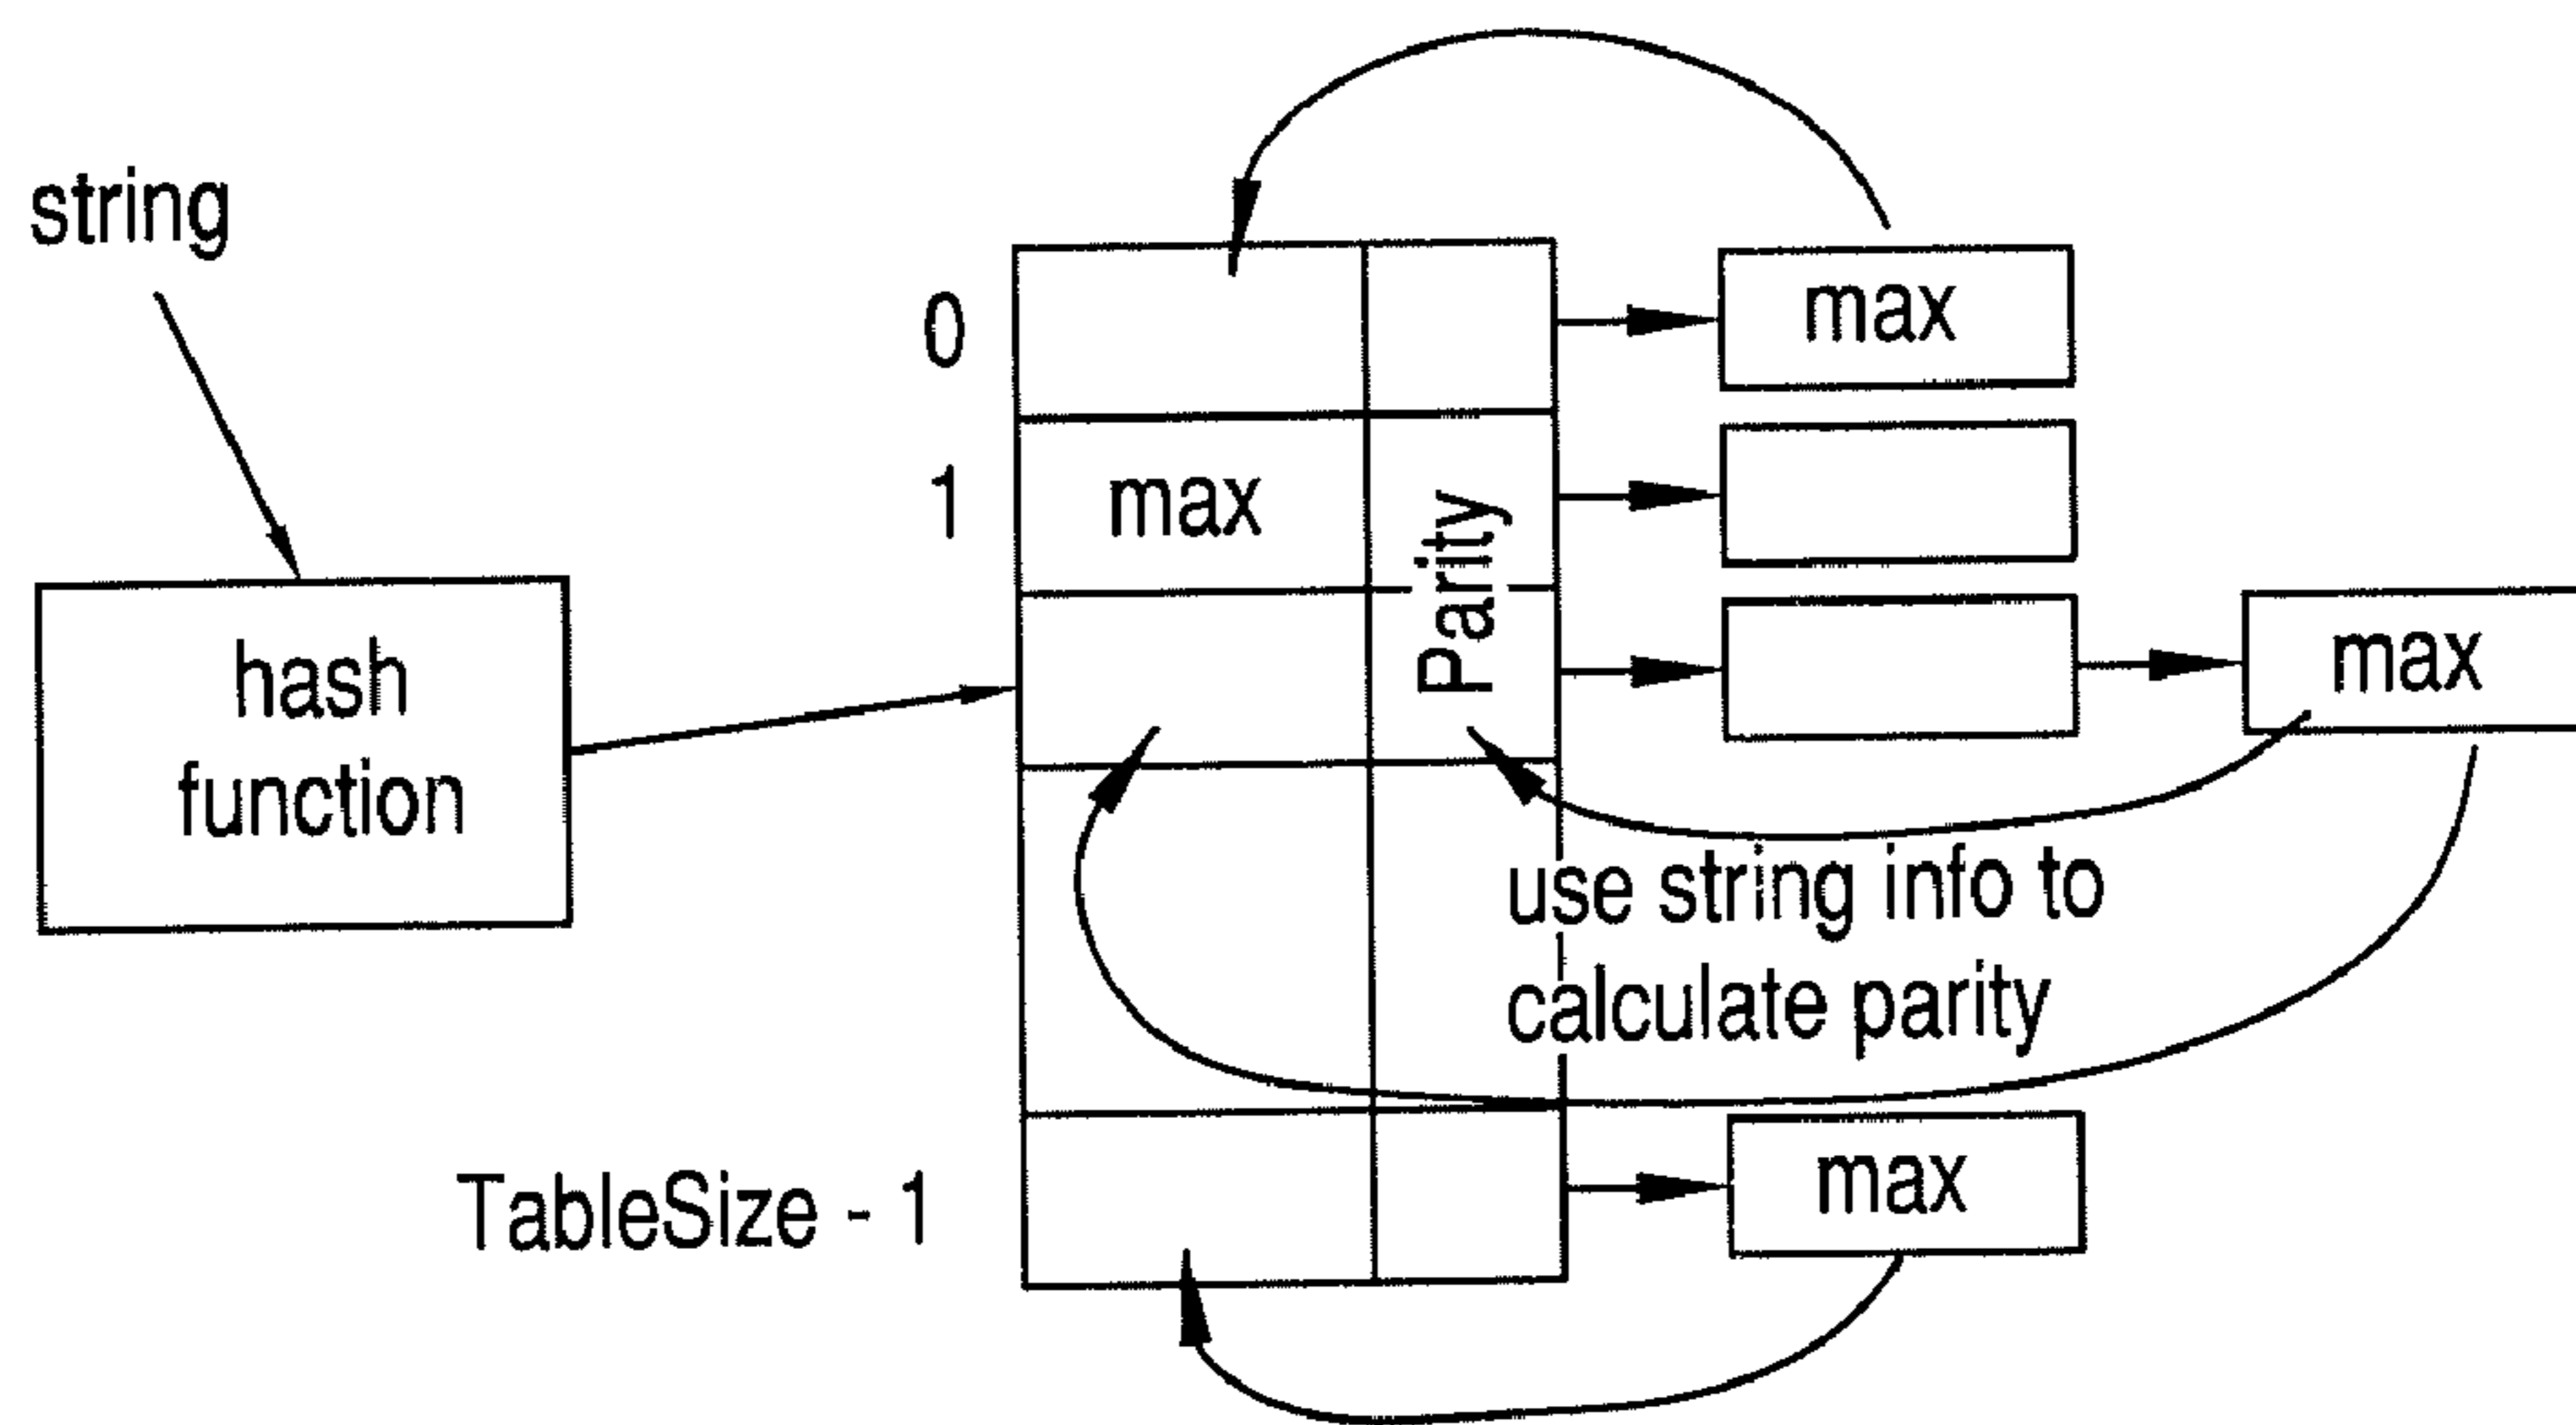 string
0
max
1
max
Parity
hash
function
max
use string info to
calculate parity
TableSize - 1
max